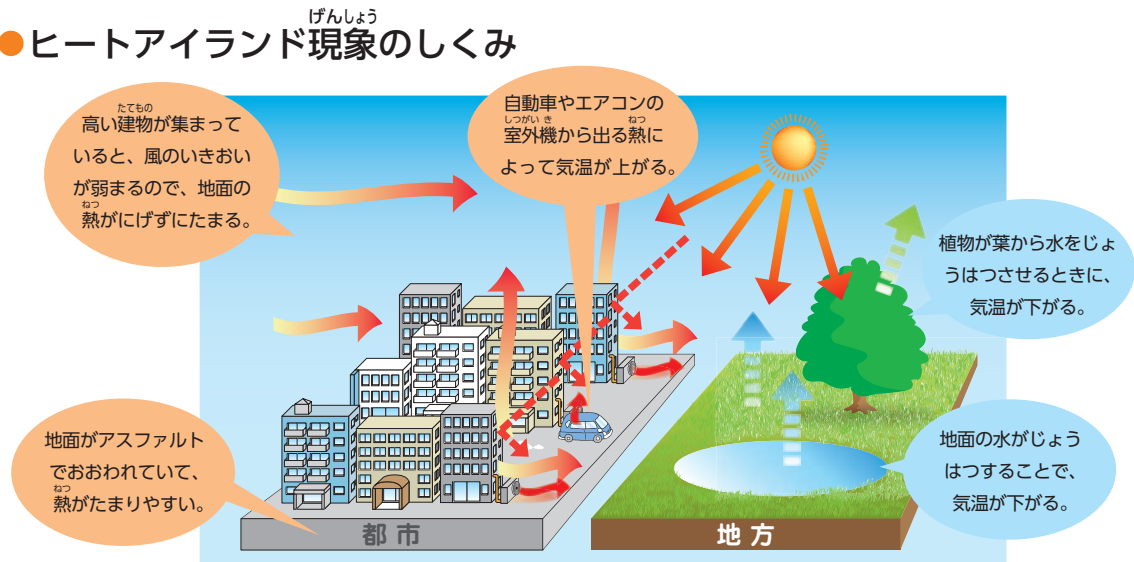 ●ヒートアイランド現象のしくみ
げんしょう
たてもの
高い建物が集まって
いると、風のいきおい
が弱まるので、地面の
ねつ
熱がにげずにたまる。
自動車やエアコンの
しつがい き
ねつ
室外機から出る熱に
よって気温が上がる。
植物が葉から水をじょ
うはつさせるときに、
気温が下がる。
地面がアスファルト
でおおわれていて、
ねつ
熱がたまりやすい。
地面の水がじょう
はつすることで、
気温が下がる。
都市
地方